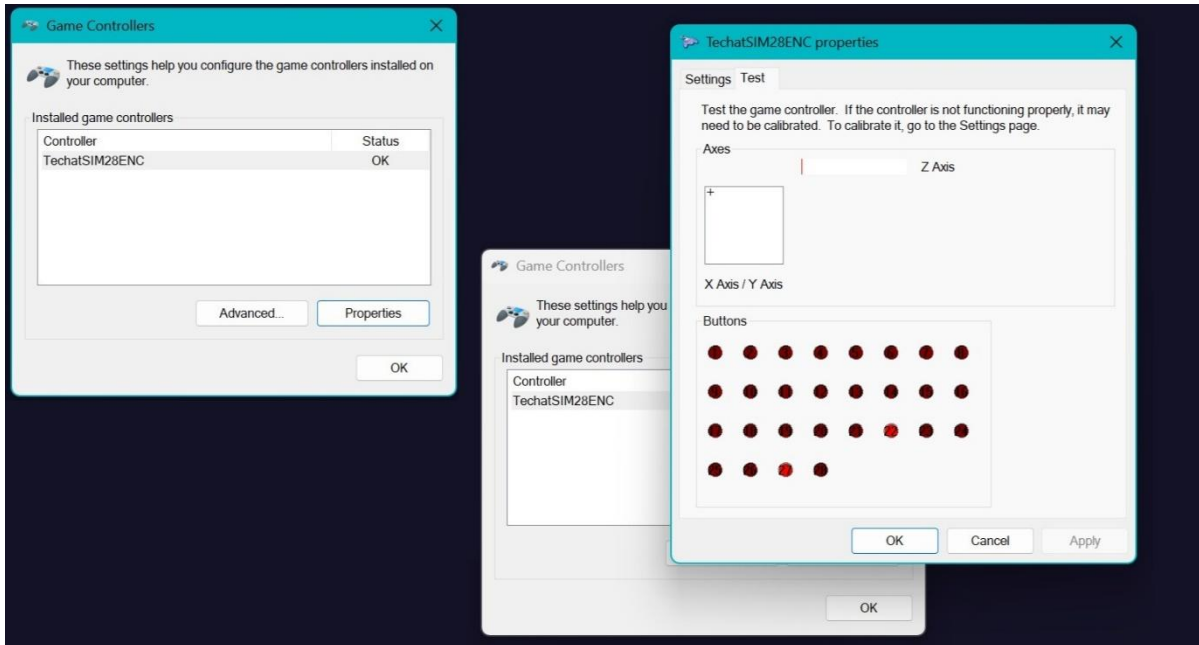 Game Controllers
These settings help you configure the game controllers installed on
your computer.
Installed game controllers
Controller Status
TechatSIM28ENC OK
Advanced... Properties
OK
Game Controllers
These settings help you
your computer.
Installed game controllers
Controller
TechatSIM28ENC
OK
TechatSIM28ENC properties
Settings Test
Test the game controller. If the controller is not functioning properly, it may
need to be calibrated. To calibrate it, go to the Settings page.
Axes
Z Axis
X Axis / Y Axis
Buttons
22
27
OK Cancel Apply